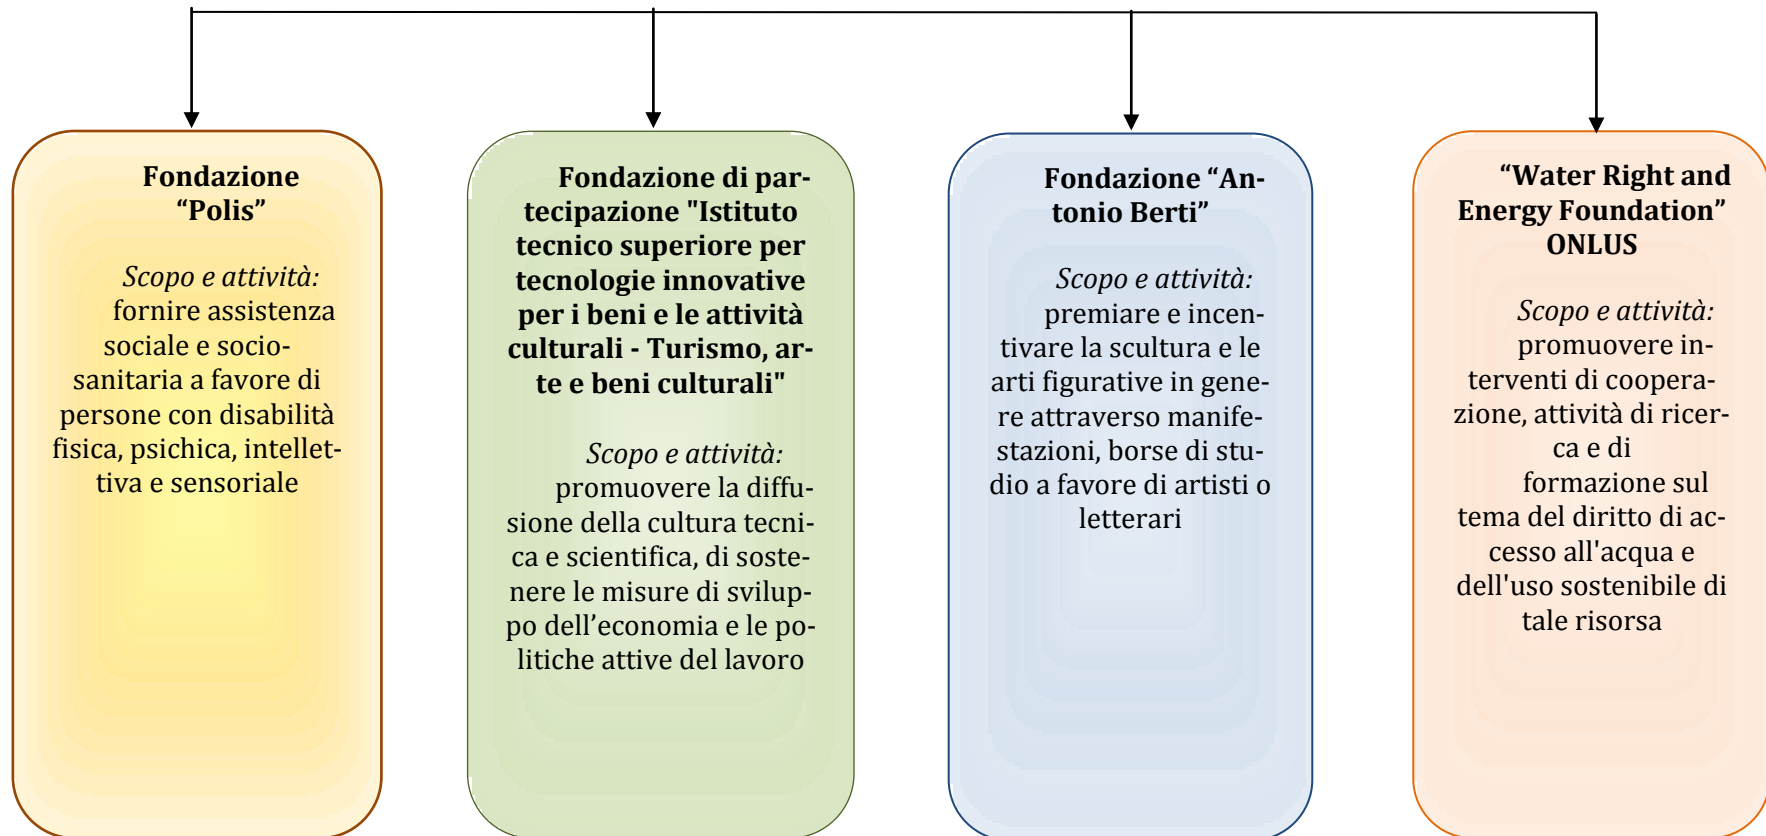 Fondazione
“Polis”
Scopo e attività:
fornire assistenza
sociale e socio-
sanitaria a favore di
persone con disabilità
fisica, psichica, intellet-
tiva e sensoriale
Fondazione di par-
tecipazione "Istituto
tecnico superiore per
tecnologie innovative
per i beni e le attività
culturali - Turismo, ar-
te e beni culturali"
Scopo e attività:
promuovere la diffu-
sione della cultura tecni-
ca e scientifica, di soste-
nere le misure di svilup-
po dell’economia e le po-
litiche attive del lavoro
Fondazione “An-
tonio Berti”
Scopo e attività:
premiare e incen-
tivare la scultura e le
arti figurative in gene-
re attraverso manife-
stazioni, borse di stu-
dio a favore di artisti o
letterari
“Water Right and
Energy Foundation”
ONLUS
Scopo e attività:
promuovere in-
terventi di coopera-
zione, attività di ricer-
ca e di
formazione sul
tema del diritto di ac-
cesso all'acqua e
dell'uso sostenibile di
tale risorsa